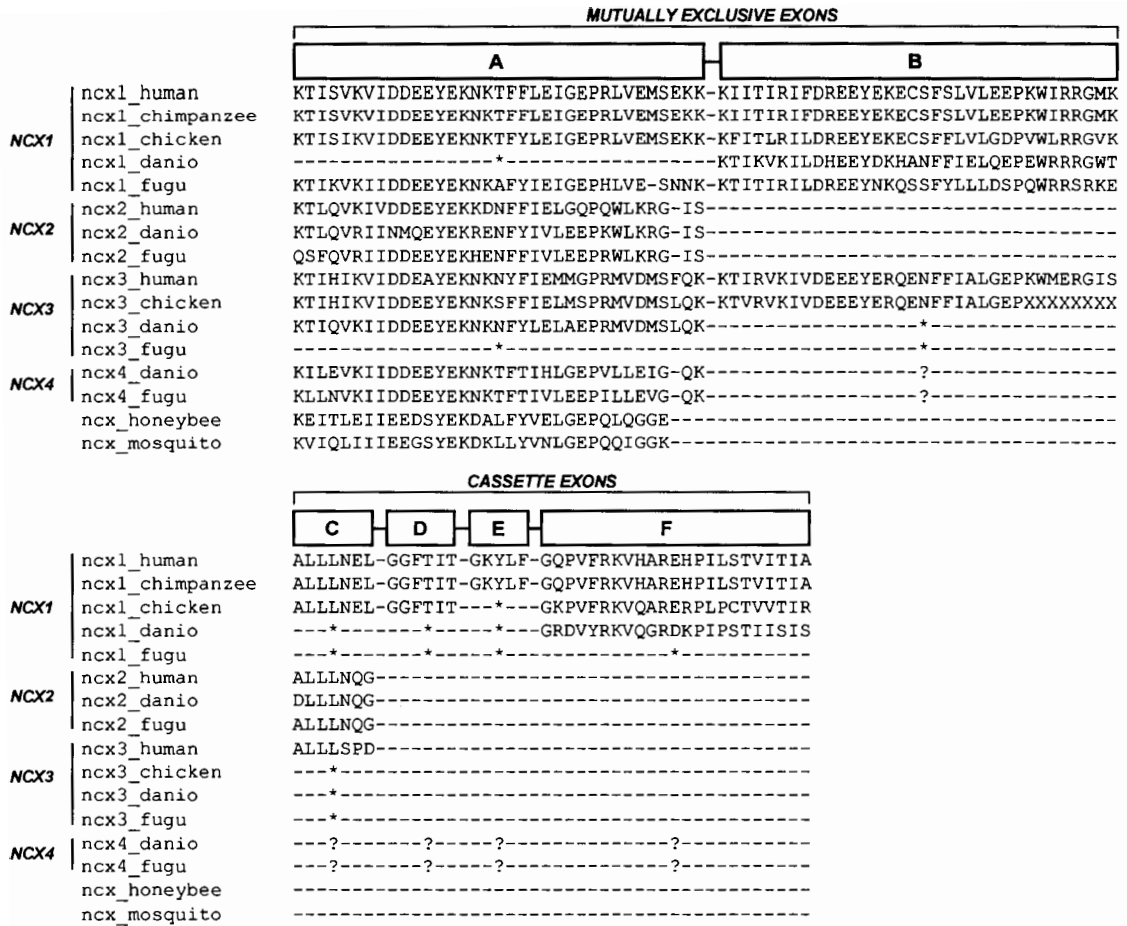 MUTUALLY EXCLUSIVE EXONS
A B
ncx1_human KTISVKVIDDEEYEKNKTFFLEIGEPRLVEMSEKK-KIITIRIFDREEYEKECSFSLVLEEPKWIRRGMK
ncx1_chimpanzee KTISVKVIDDEEYEKNKTFFLEIGEPRLVEMSEKK-KIITIRIFDREEYEKECSFFLVLEEPKWIRRGMK
NCX1 ncx1_chicken KTISIKVIDDEEYEKNKTFYLEIGEPRLVEMSEKK-KFITLRILDREEYEKECSFFLVLGDPVWLRRGVK
ncx1_danio -----------------*------------------KTIKVKILDHEEYDKHANFFIELQEPEWRRRGWT
ncx1_fugu KTIKVKIIDDEEYEKNKAFYIEIGEPHLVE-SNNK-KTITIRILDREEYNKQSSFYLLLDSPQWRRSRKE
ncx2_human KTLQVKIVDDEEYEKKDNFFIELGQPQWLKRG-IS-----------------------------------
NCX2 ncx2_danio KTLQVRIINMQEYEKRENFYIVLEEPKWLKRG-IS-----------------------------------
ncx2_fugu QSFQVRIIDDEEYEKHENFFIVLEEPRWLKRG-IS-----------------------------------
ncx3_human KTIHIKVIDDEAYEKNKNYFIEMMGPRMVDMSFQK-KTIRVKIVDEEEYERQENFFIALGEPKWMERGIS
NCX3 ncx3_chicken KTIHIKVIDDEEYEKNKSFFIELMSPRMVDMSLQK-KTVRVKIVDEEEYERQENFFIALGEPXXXXXXXX
ncx3_danio KTIQVKIIDDEEYEKNKNFYLELAEPRMVDMSLQK------------------*----------------
ncx3_fugu -----------------*-----------------------------------*----------------
NCX4 ncx4_danio KILEVKIIDDEEYEKNKTFTIHLGEPVLLEIG-QK------------------?----------------
ncx4_fugu KLLNVKIIDDEEYEKNKTFTIVLEEPILLEVG-QK------------------?----------------
ncx_honeybee KEITLEIIEEDSYEKDALFYVELGEPQLQGGE--------------------------------------
ncx_mosquito KVIQLIIIEEGSYEKDKLLYVNLGEPQQIGGK--------------------------------------
CASSETTE EXONS
C D E F
ncx1_human ALLLNEL-GGFTIT-GKYLF-GQPVFRKVHAREHPILSTVITIA
ncx1_chimpanzee ALLLNEL-GGFTIT-GKYLF-GQPVFRKVHAREHPILSTVITIA
NCX1 ncx1_chicken ALLLNEL-GGFTIT---*---GKPVFRKVQARERPLPCTVVTIR
ncx1_danio ---*-------*-----*---GRDVYRKVQGRDKPIPSTIISIS
ncx1_fugu ---*-------*-----*--------------*-----------
ncx2_human ALLLNQG-------------------------------------
NCX2 ncx2_danio DLLLNQG-------------------------------------
ncx2_fugu ALLLNQG-------------------------------------
ncx3_human ALLLSPD-------------------------------------
NCX3 ncx3_chicken ---*----------------------------------------
ncx3_danio ---*----------------------------------------
ncx3_fugu ---*----------------------------------------
NCX4 ncx4_danio ---?-------?-----?--------------?-----------
ncx4_fugu ---?-------?-----?--------------?-----------
ncx_honeybee --------------------------------------------
ncx_mosquito --------------------------------------------